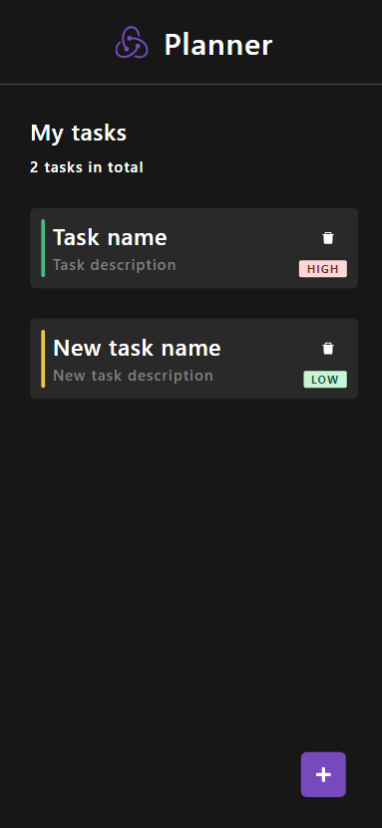 Planner
My tasks
2 tasks in total
Task name
Task description
HIGH
New task name
New task description
LOW